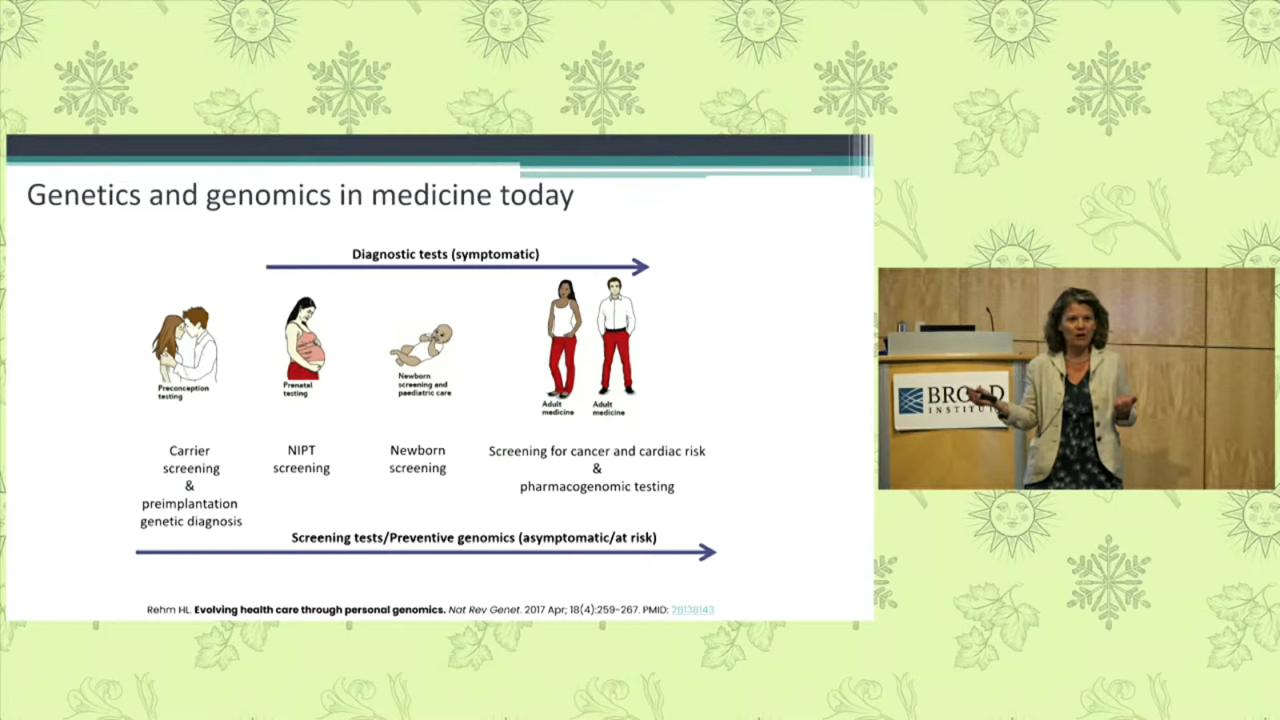 Genetics and genomics in medicine today
Diagnostic tests (symptomatic)
Preconception
testing
Prenatal
testing
Newborn
screening and
paediatric care
Adult
medicine
Adult
medicine
Carrier
screening
&
preimplantation
genetic diagnosis
NIPT
screening
Newborn
screening
Screening for cancer and cardiac risk
&
pharmacogenomic testing
Screening tests/Preventive genomics (asymptomatic/at risk)
Rehm HL. Evolving health care through personal genomics. Nat Rev Genet. 2017 Apr; 18(4):259-267. PMID: 28138143
BROAD
INSTITUTE